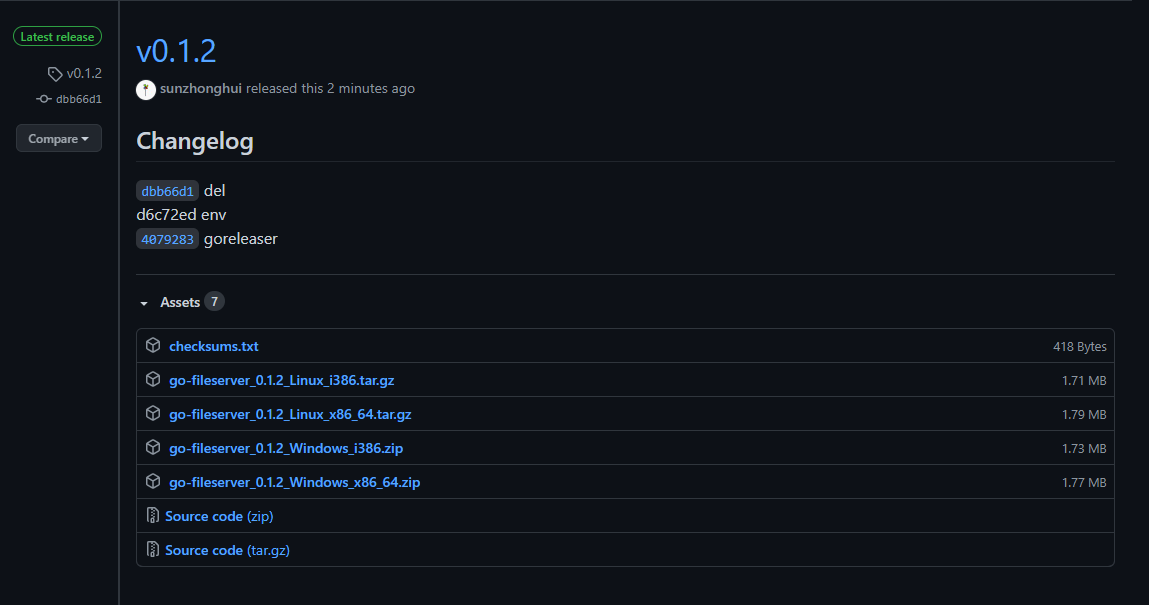 Latest release
v0.1.2
dbb66d1
Compare
v0.1.2
sunzhonghui released this 2 minutes ago
Changelog
dbb66d1 del
d6c72ed env
4079283 goreleaser
Assets 7
checksums.txt 418 Bytes
go-fileserver_0.1.2_Linux_i386.tar.gz 1.71 MB
go-fileserver_0.1.2_Linux_x86_64.tar.gz 1.79 MB
go-fileserver_0.1.2_Windows_i386.zip 1.73 MB
go-fileserver_0.1.2_Windows_x86_64.zip 1.77 MB
Source code (zip)
Source code (tar.gz)